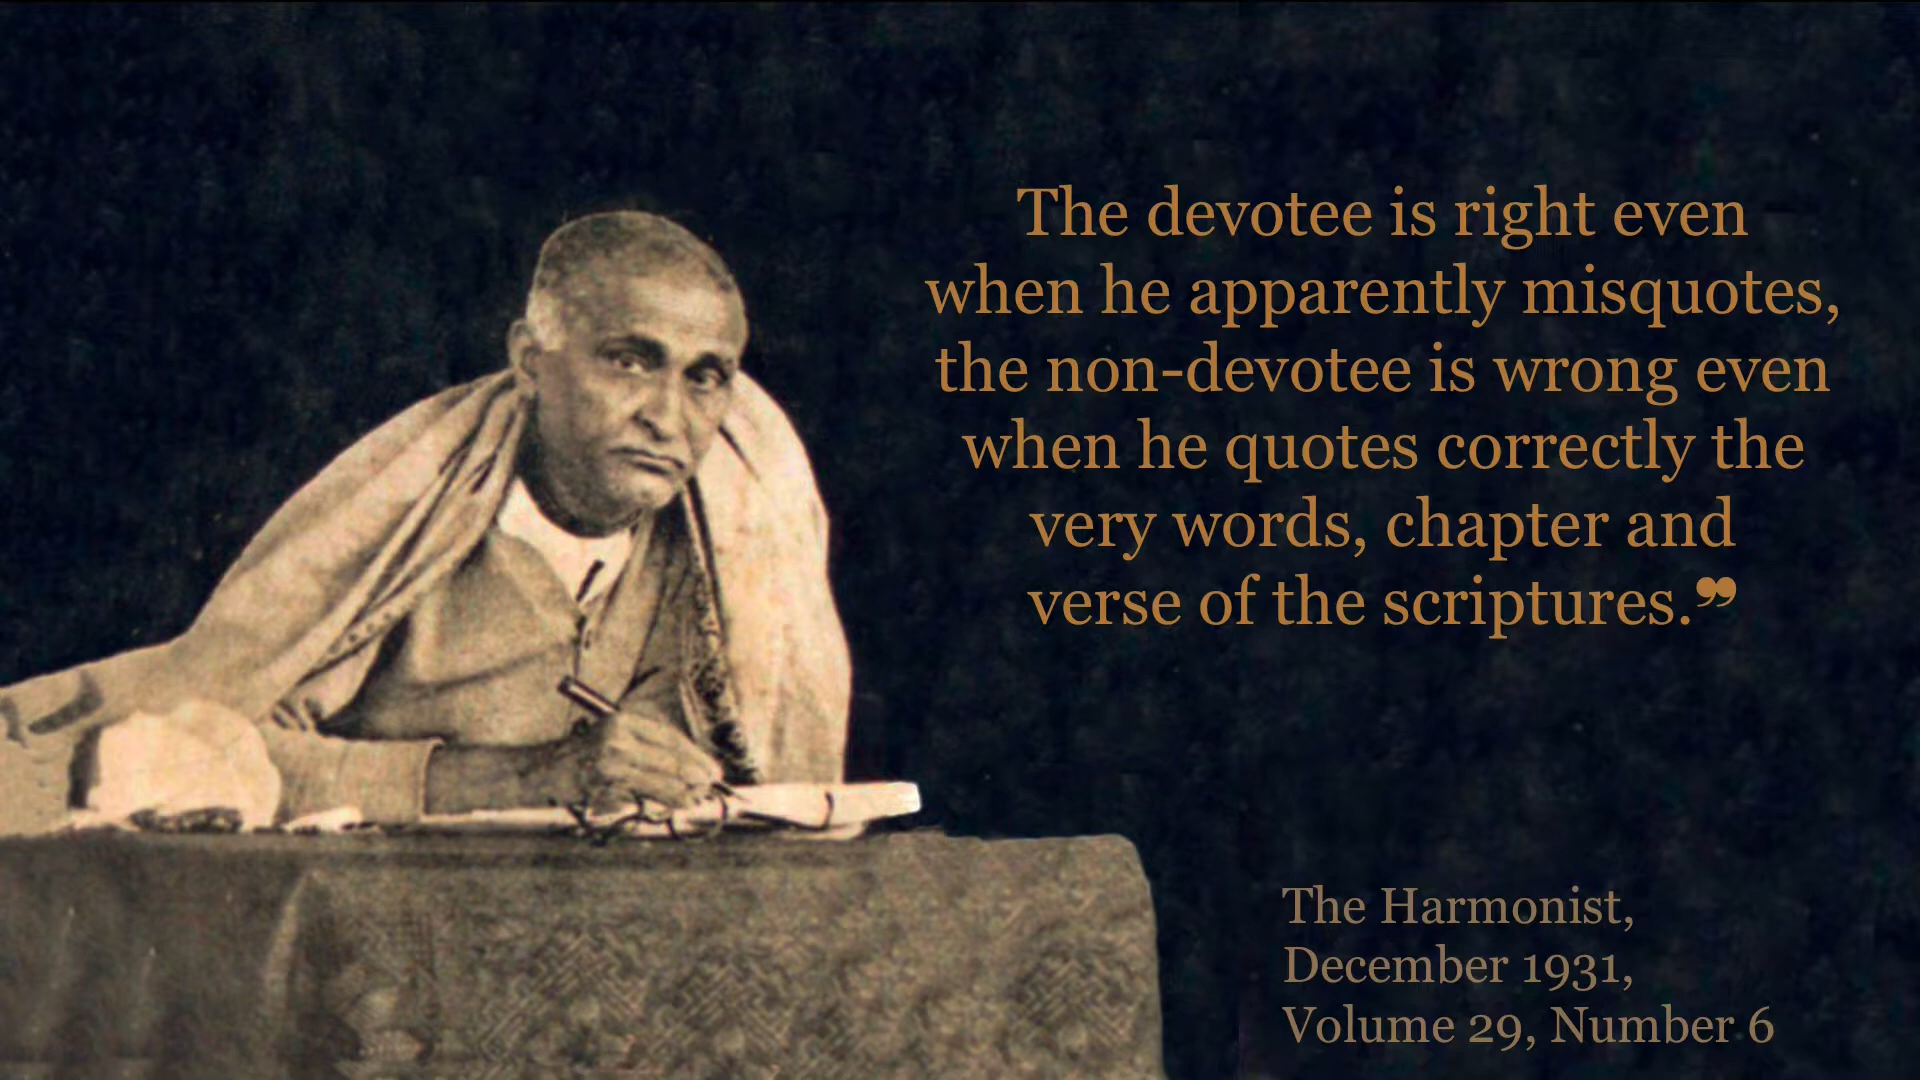 The devotee is right even
when he apparently misquotes,
the non-devotee is wrong even
when he quotes correctly the
very words, chapter and
verse of the scriptures.❞
The Harmonist,
December 1931,
Volume 29, Number 6